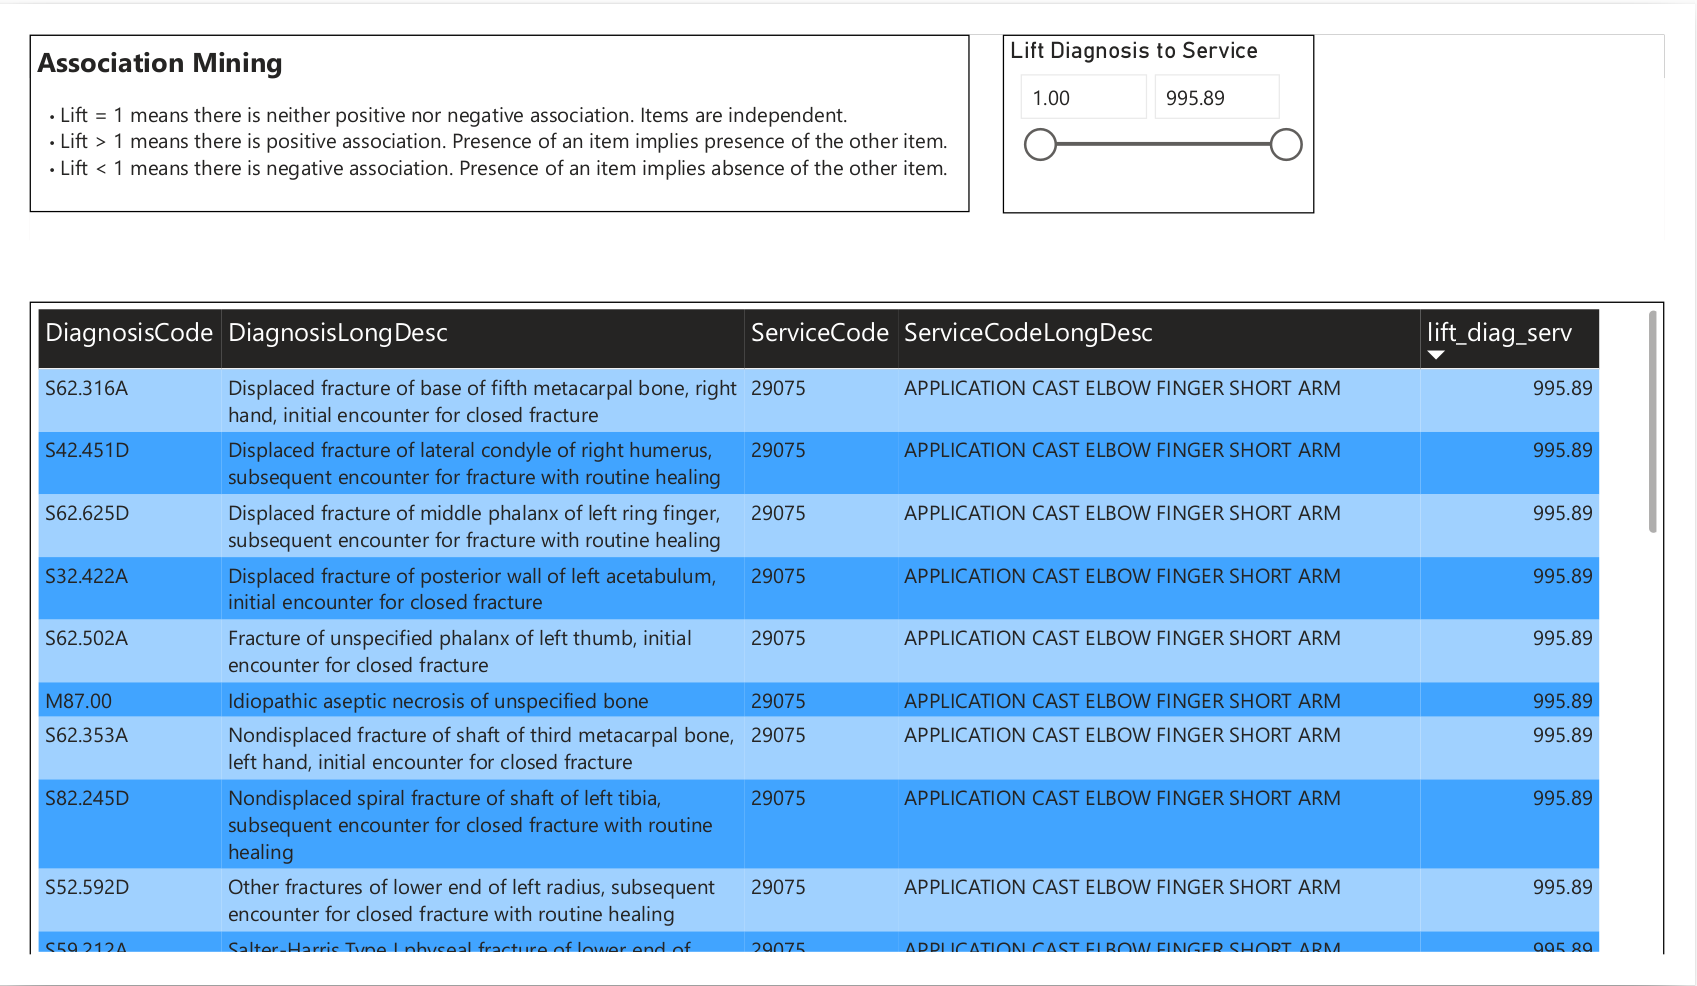 Association Mining
• Lift = 1 means there is neither positive nor negative association. Items are independent.
• Lift > 1 means there is positive association. Presence of an item implies presence of the other item.
• Lift < 1 means there is negative association. Presence of an item implies absence of the other item.
Lift Diagnosis to Service
1.00 995.89
DiagnosisCode DiagnosisLongDesc ServiceCode ServiceCodeLongDesc lift_diag_serv
S62.316A Displaced fracture of base of fifth metacarpal bone, right 29075 APPLICATION CAST ELBOW FINGER SHORT ARM 995.89
hand, initial encounter for closed fracture
S42.451D Displaced fracture of lateral condyle of right humerus, 29075 APPLICATION CAST ELBOW FINGER SHORT ARM 995.89
subsequent encounter for fracture with routine healing
S62.625D Displaced fracture of middle phalanx of left ring finger, 29075 APPLICATION CAST ELBOW FINGER SHORT ARM 995.89
subsequent encounter for fracture with routine healing
S32.422A Displaced fracture of posterior wall of left acetabulum, 29075 APPLICATION CAST ELBOW FINGER SHORT ARM 995.89
initial encounter for closed fracture
S62.502A Fracture of unspecified phalanx of left thumb, initial 29075 APPLICATION CAST ELBOW FINGER SHORT ARM 995.89
encounter for closed fracture
M87.00 Idiopathic aseptic necrosis of unspecified bone 29075 APPLICATION CAST ELBOW FINGER SHORT ARM 995.89
S62.353A Nondisplaced fracture of shaft of third metacarpal bone, 29075 APPLICATION CAST ELBOW FINGER SHORT ARM 995.89
left hand, initial encounter for closed fracture
S82.245D Nondisplaced spiral fracture of shaft of left tibia, 29075 APPLICATION CAST ELBOW FINGER SHORT ARM 995.89
subsequent encounter for closed fracture with routine
healing
S52.592D Other fractures of lower end of left radius, subsequent 29075 APPLICATION CAST ELBOW FINGER SHORT ARM 995.89
encounter for closed fracture with routine healing
S59.212A Salter-Harris Type I physeal fracture of lower end of 29075 APPLICATION CAST ELBOW FINGER SHORT ARM 995.89